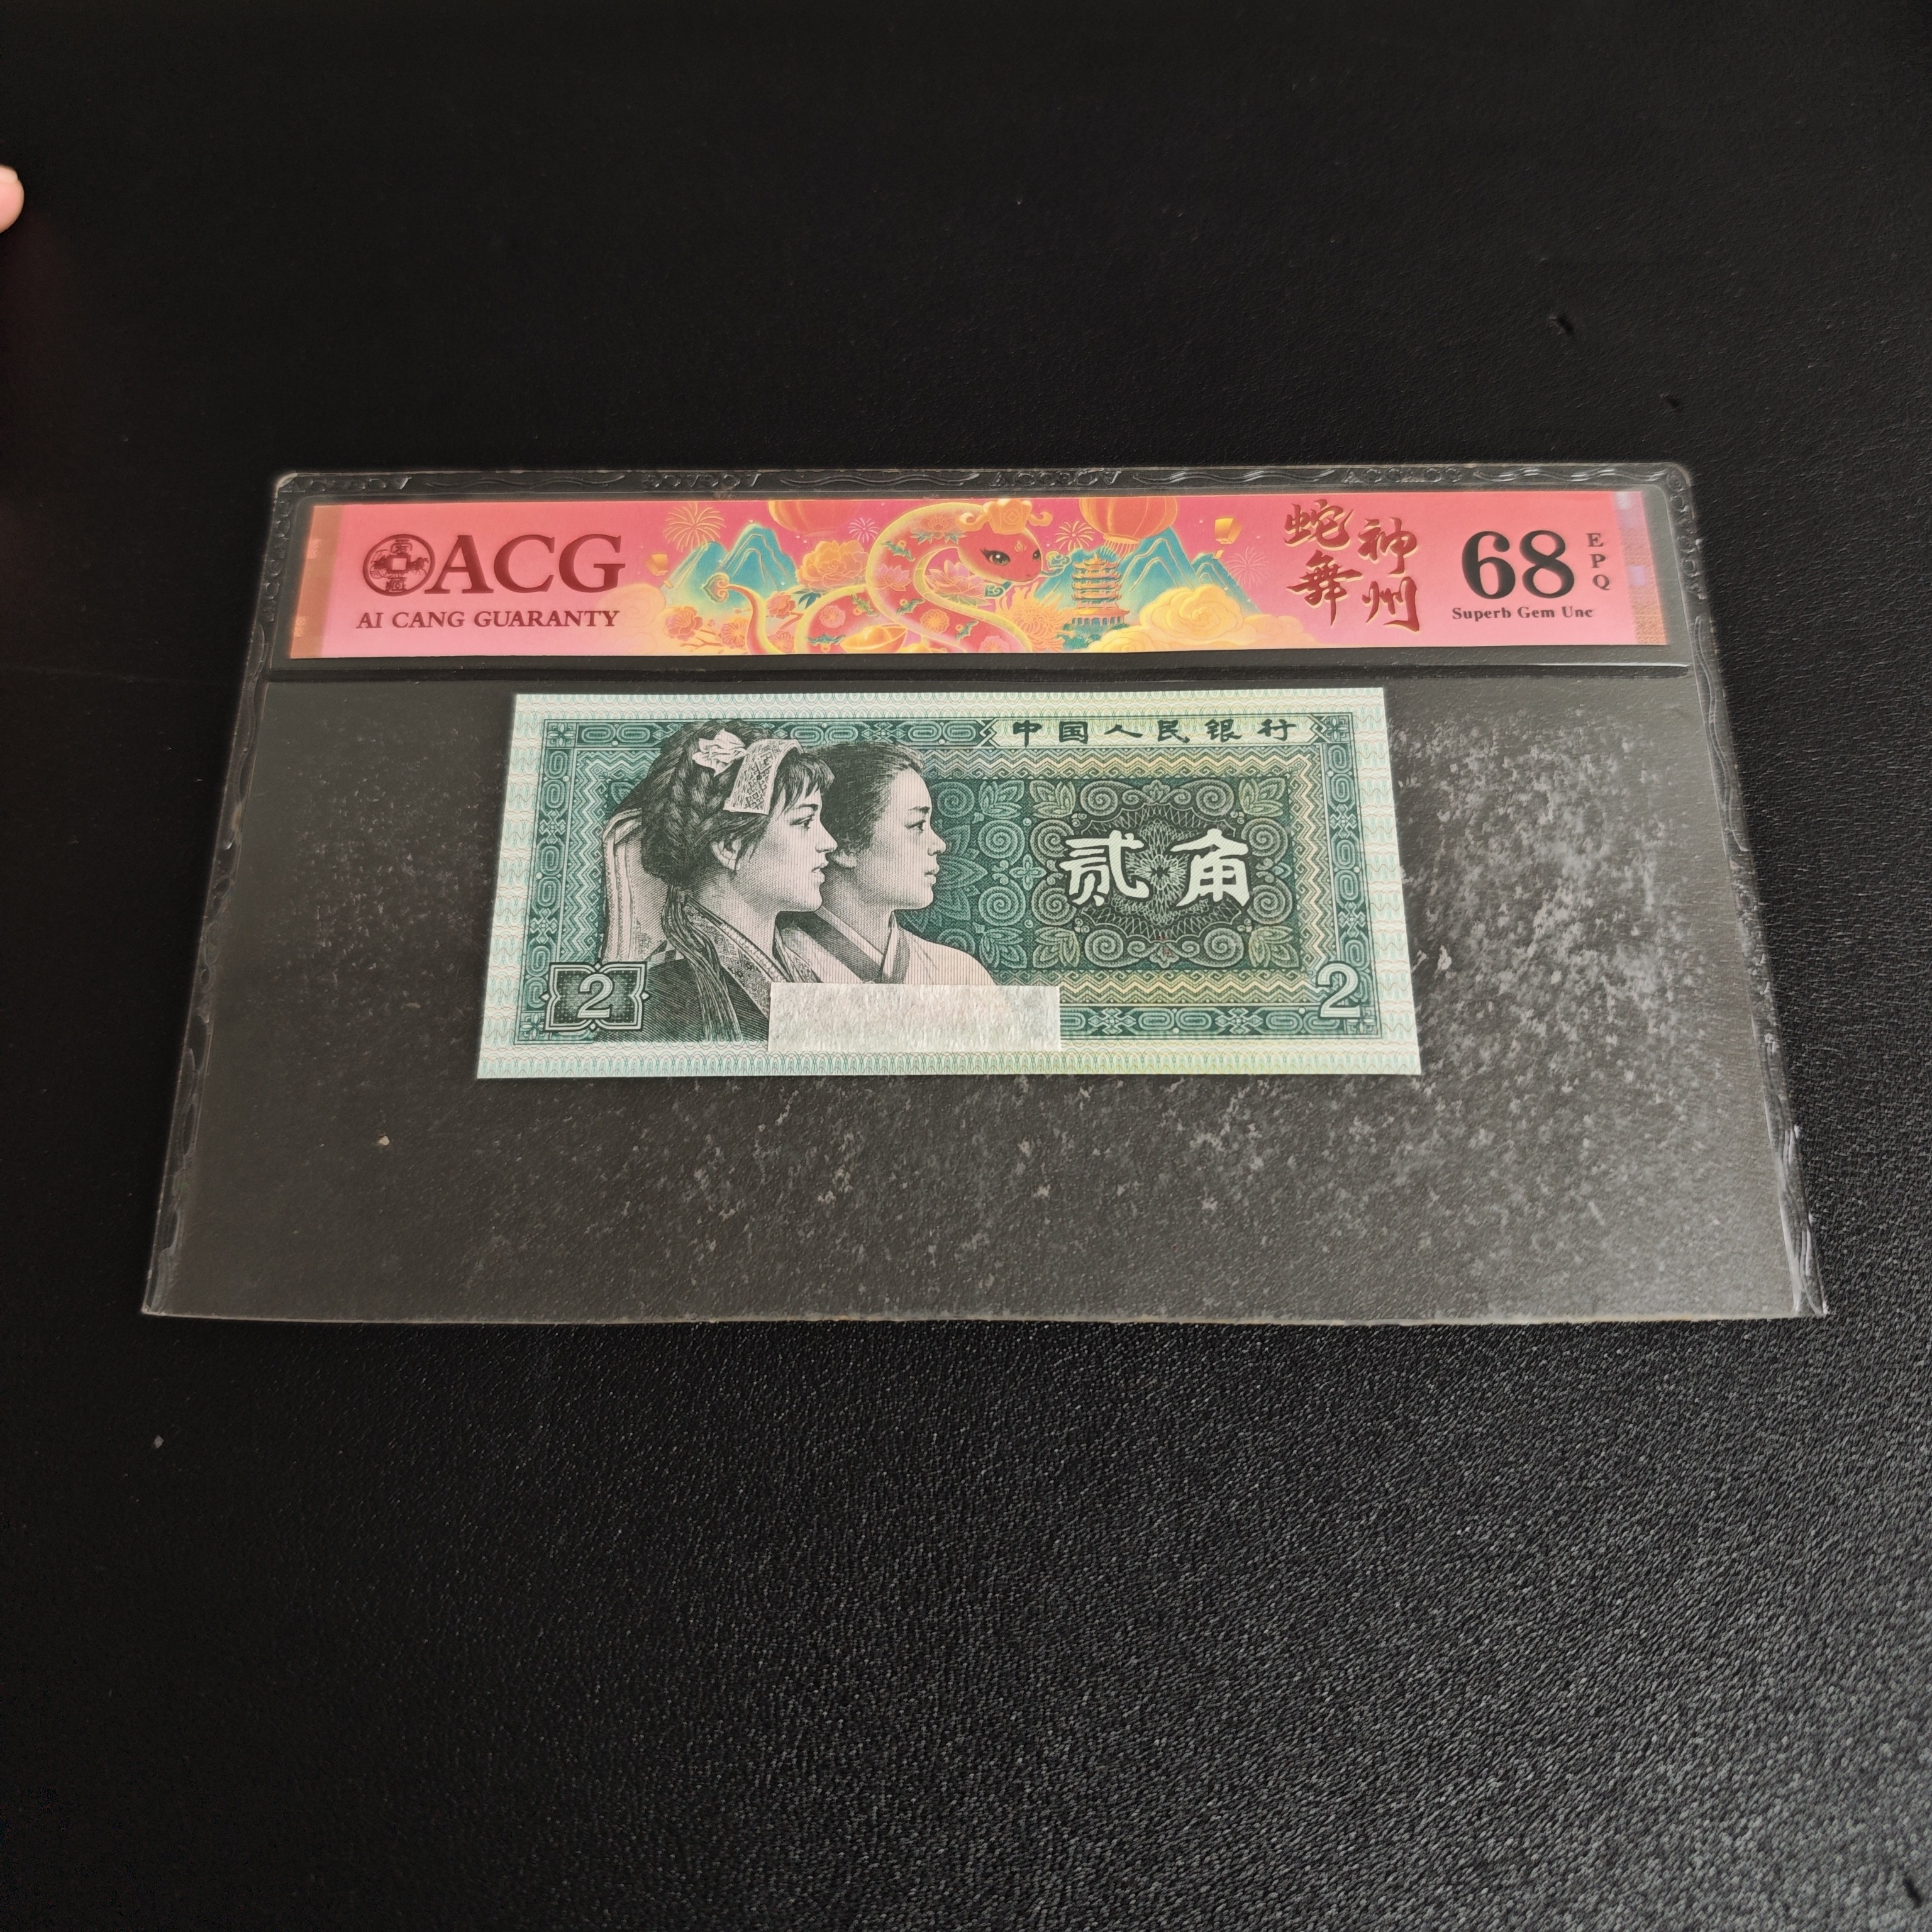 ACG
AI CANG GUARANTY
神州
蛇舞
68
EPQ
Superb Gem Unc
中国人民银行
贰角
2
2